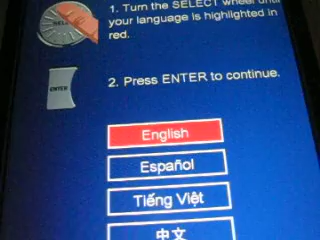 1. Turn the SELECT wheel until
your language is highlighted in
red.
SELECT
ENTER
2. Press ENTER to continue.
English
Español
Tiếng Việt
中文